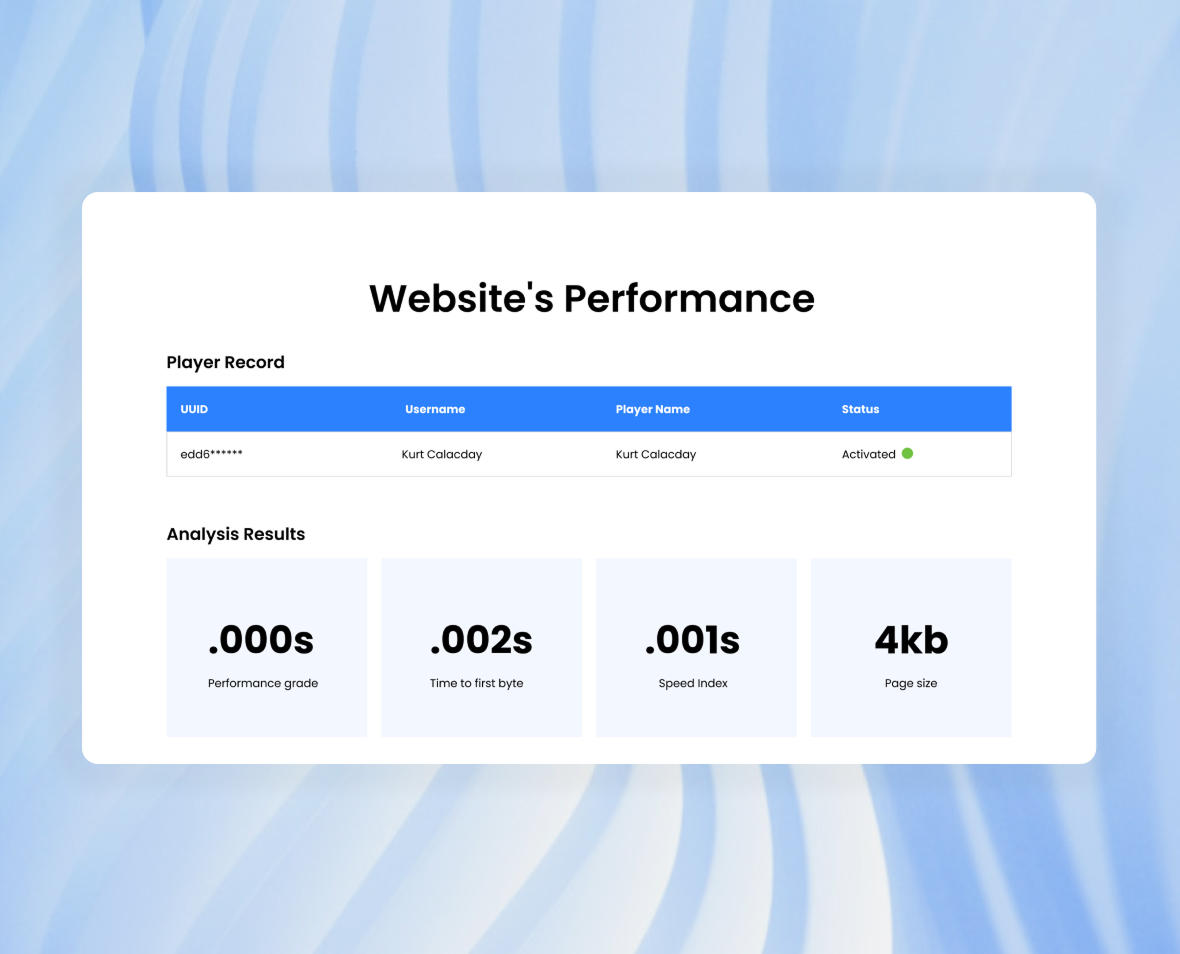 Website's Performance
Player Record
UUID Username Player Name Status
edd6****** Kurt Calacday Kurt Calacday Activated
Analysis Results
.000s .002s .001s 4kb
Performance grade Time to first byte Speed Index Page size